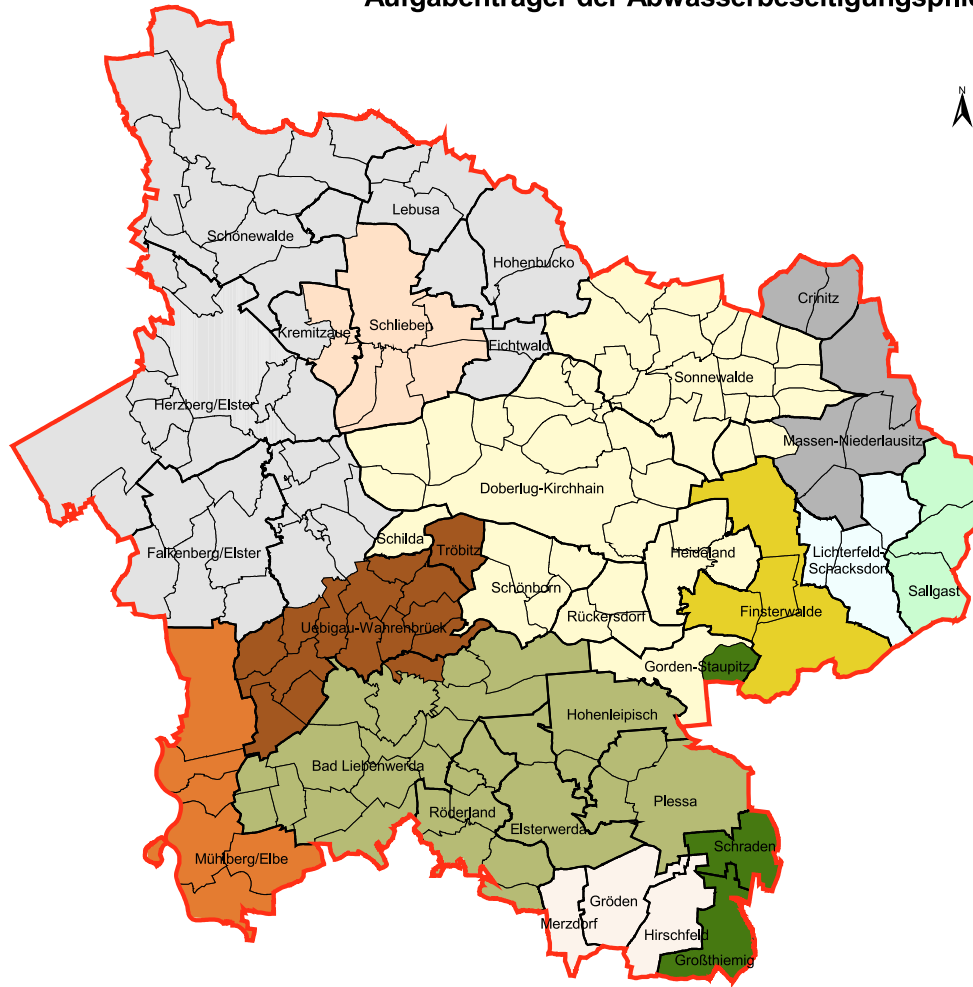 Aufgabenträger der Abwasserbeseitigungspflic
N
Lebusa
Schönewalde
Hohenbucko
Crinitz
Kremitzaue
Schlieben
Eichtwald
Sonnewalde
Herzberg/Elster
Massen-Niederlausitz
Doberlug-Kirchhain
Schilda
Tröbitz
Falkenberg/Elster
Heideland
Lichterfeld-
Schacksdorf
Schönborn
Sallgast
Rückersdorf
Finsterwalde
Uebigau-Wahrenbrück
Gorden-Staupitz
Hohenleipisch
Bad Liebenwerda
Plessa
Röderland
Elsterwerda
Schraden
Mühlberg/Elbe
Gröden
Merzdorf
Hirschfeld
Großthiemig